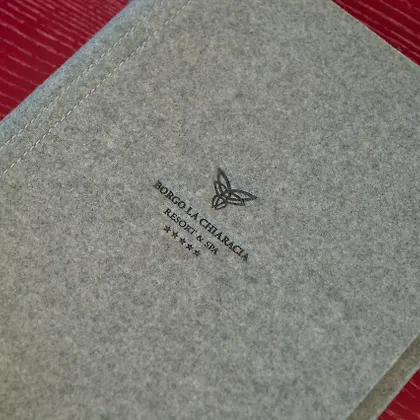 BORGO LA CHIARACIA
RESORT & SPA
★★★★★